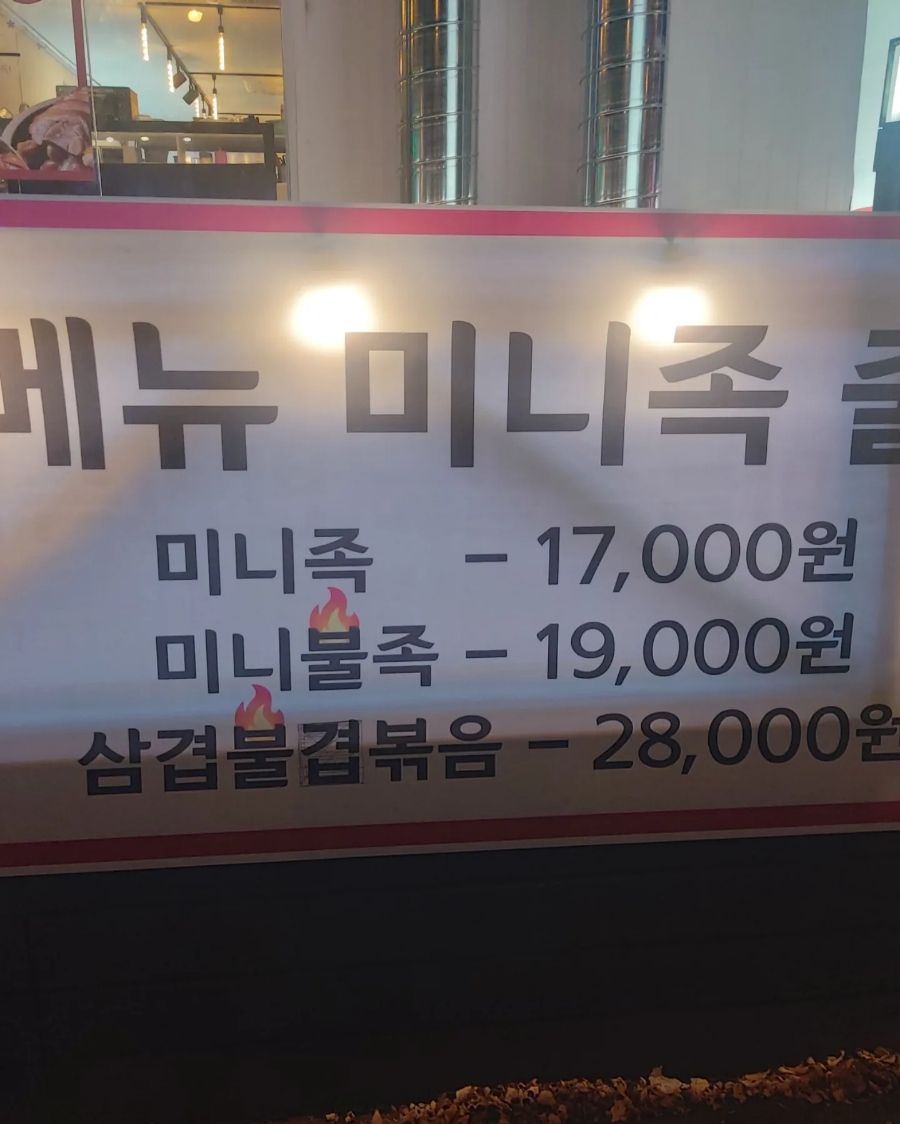 메뉴 미니족
미니족 - 17,000원
미니불족 - 19,000원
삼겹불겹볶음 - 28,000원